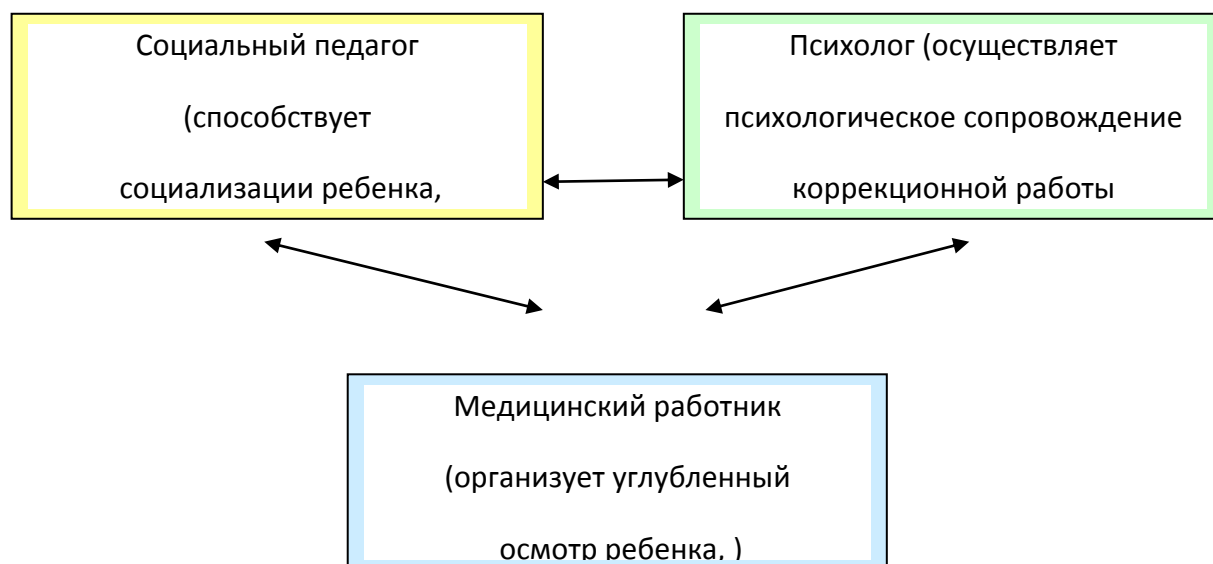 Социальный педагог
(способствует
социализации ребенка,
Психолог (осуществляет
психологическое сопровождение
коррекционной работы
Медицинский работник
(организует углубленный
осмотр ребенка, )